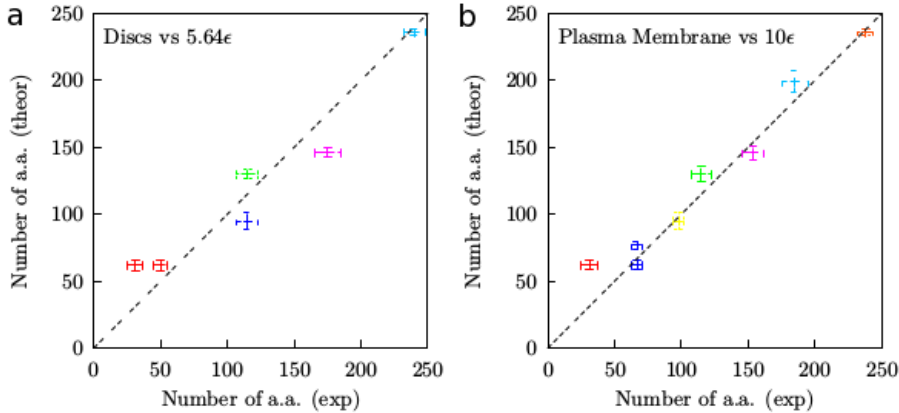 a
Discs vs 5.64ϵ
250
200
150
100
50
0
0 50 100 150 200 250
Number of a.a. (theor)
Number of a.a. (exp)
b
Plasma Membrane vs 10ϵ
250
200
150
100
50
0
0 50 100 150 200 250
Number of a.a. (theor)
Number of a.a. (exp)